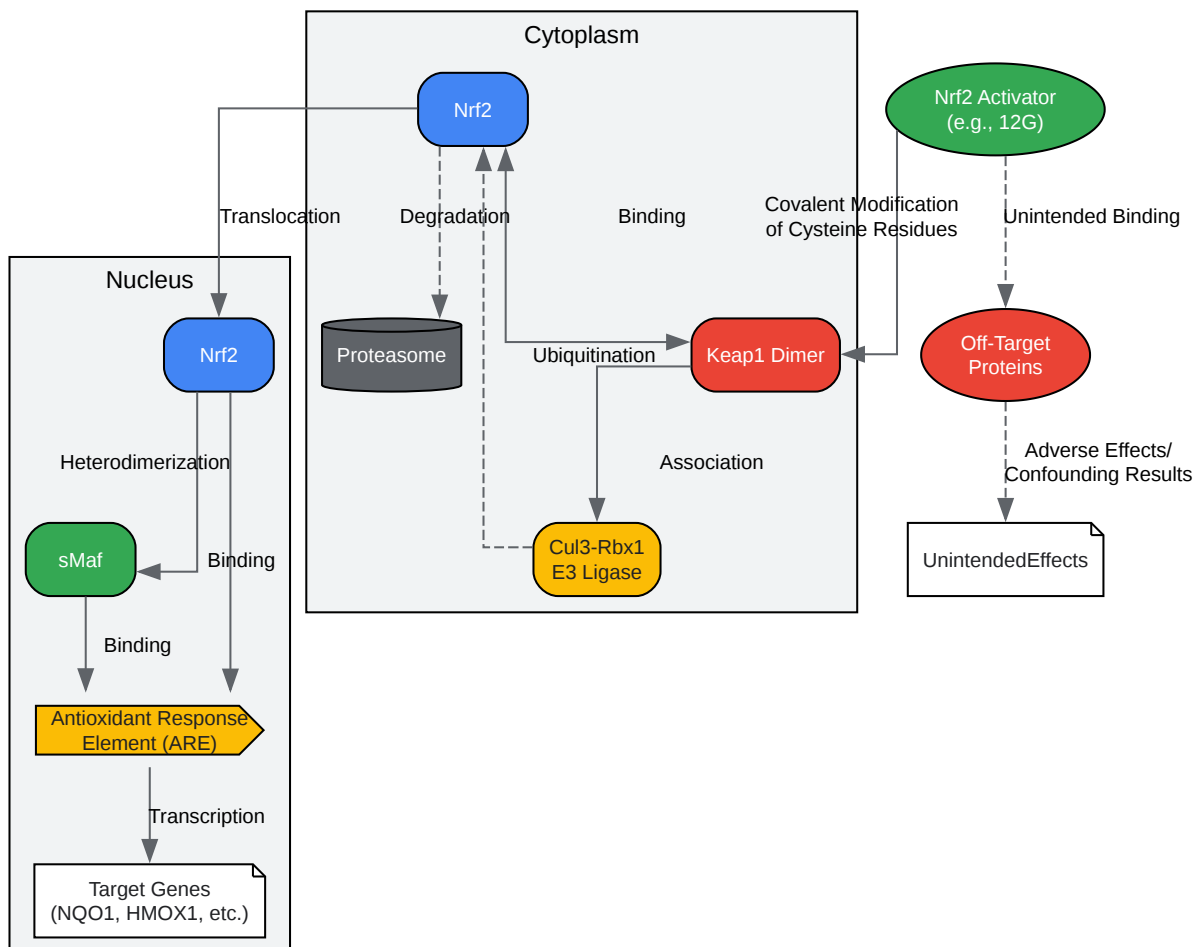 Cytoplasm
Nrf2
Nrf2 Activator
(e.g., 12G)
Translocation
Degradation
Binding
Covalent Modification
of Cysteine Residues
Unintended Binding
Nucleus
Nrf2
Proteasome
Ubiquitination
Keap1 Dimer
Off-Target
Proteins
Heterodimerization
Association
Adverse Effects/
Confounding Results
sMaf
Binding
Cul3-Rbx1
E3 Ligase
UnintendedEffects
Binding
Antioxidant Response
Element (ARE)
Transcription
Target Genes
(NQO1, HMOX1, etc.)